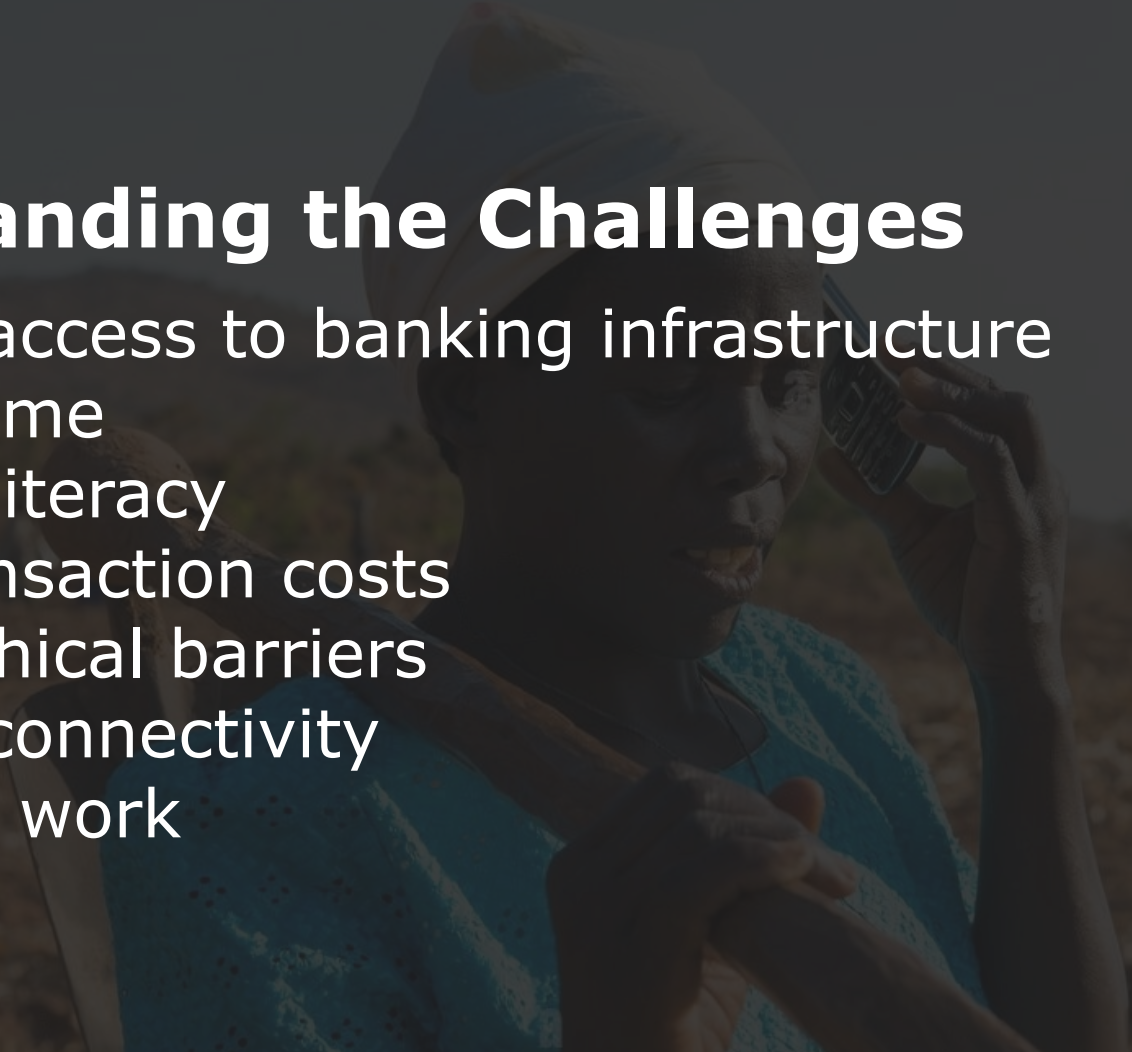 anding the Challenges
access to banking infrastructure
me
iteracy
nsaction costs
hical barriers
connectivity
work